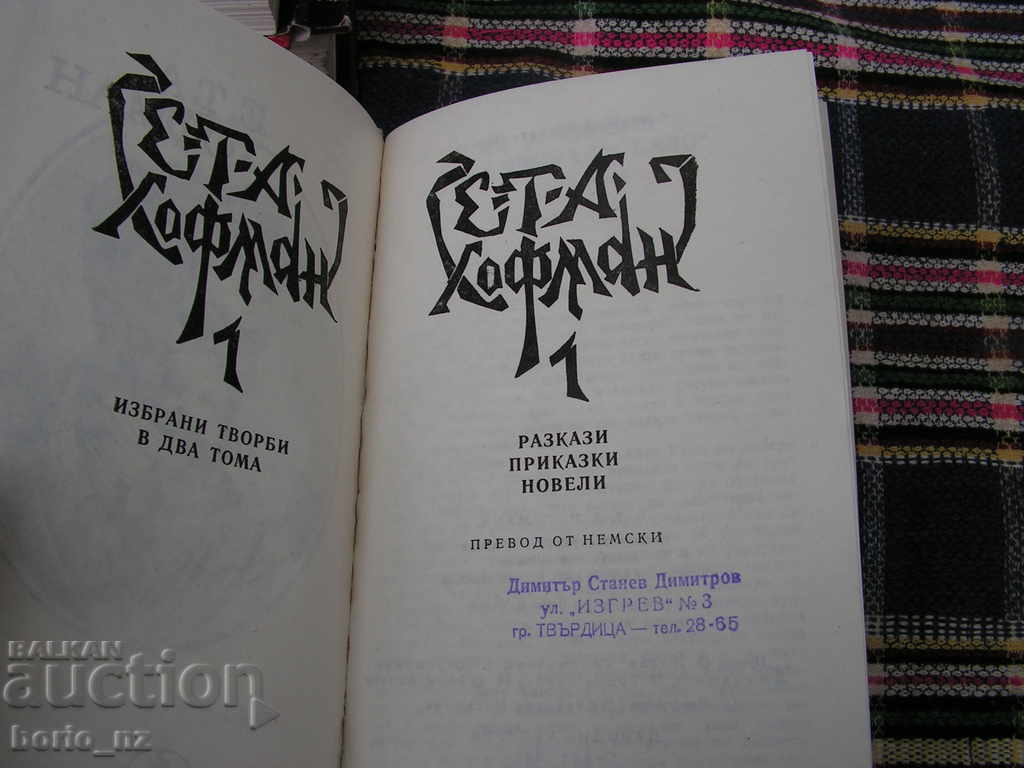 Е·Т·А·
Хофман
1
ИЗБРАНИ ТВОРБИ
В ДВА ТОМА
Е·Т·А·
Хофман
1
РАЗКАЗИ
ПРИКАЗКИ
НОВЕЛИ
ПРЕВОД ОТ НЕМСКИ
Димитър Станев Димитров
ул. „ИЗГРЕВ“ № 3
гр. ТВЪРДИЦА — тел. 28-65
BALKAN
auction
borio_nz